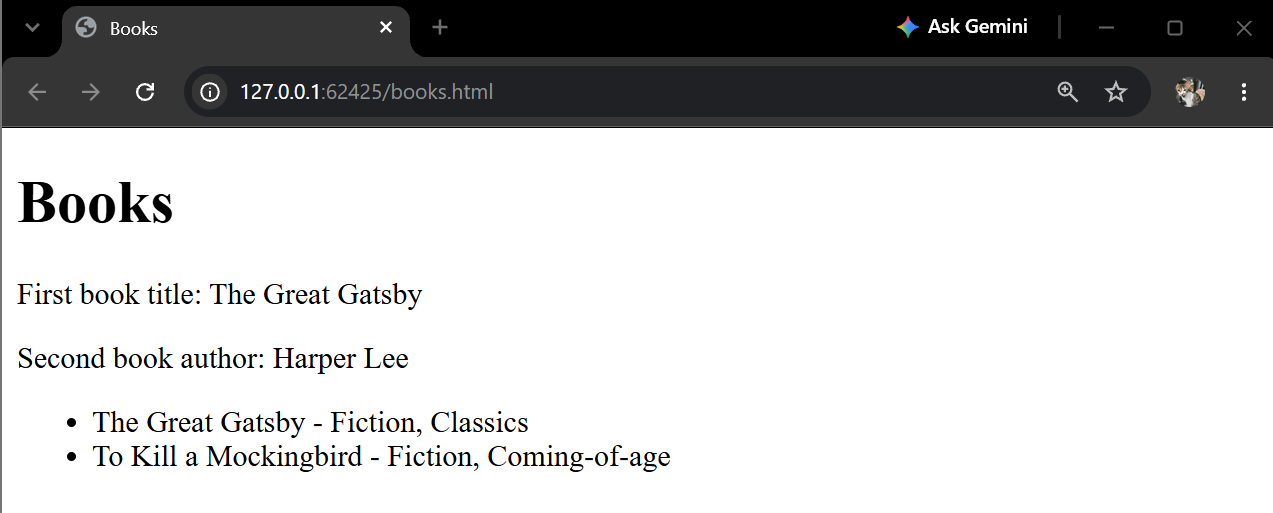 Books
Ask Gemini
127.0.0.1:62425/books.html
Books
First book title: The Great Gatsby
Second book author: Harper Lee
• The Great Gatsby - Fiction, Classics
• To Kill a Mockingbird - Fiction, Coming-of-age